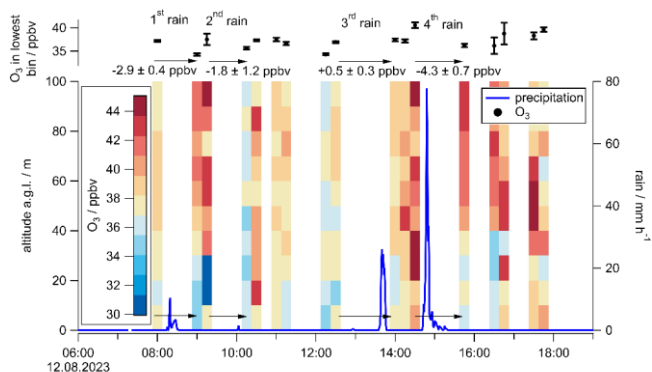 1st rain 2nd rain 3rd rain 4th rain
O3 in lowest bin / ppbv
40
35
-2.9 ± 0.4 ppbv -1.8 ± 1.2 ppbv +0.5 ± 0.3 ppbv -4.3 ± 0.7 ppbv
altitude a.g.l. / m
100
80
60
40
20
0
O3 / ppbv
44
42
40
38
36
34
32
30
precipitation
O3
rain / mm h-1
80
60
40
20
0
06:00 08:00 10:00 12:00 14:00 16:00 18:00
12.08.2023